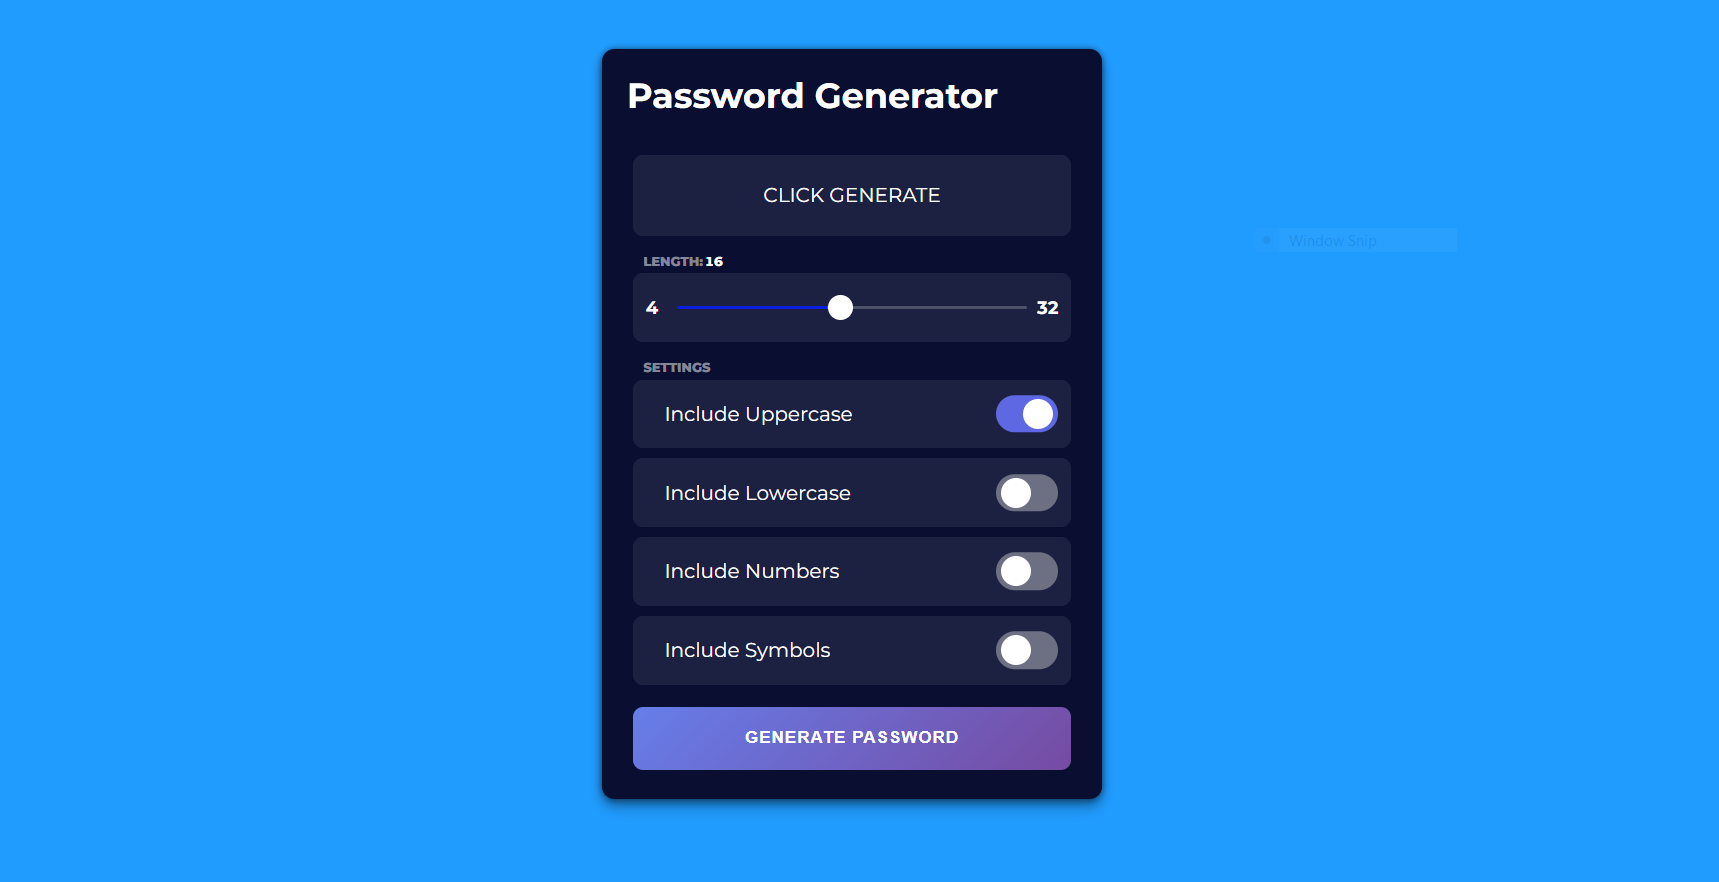 Password Generator
CLICK GENERATE
Window Snip
LENGTH: 16
4 32
SETTINGS
Include Uppercase
Include Lowercase
Include Numbers
Include Symbols
GENERATE PASSWORD